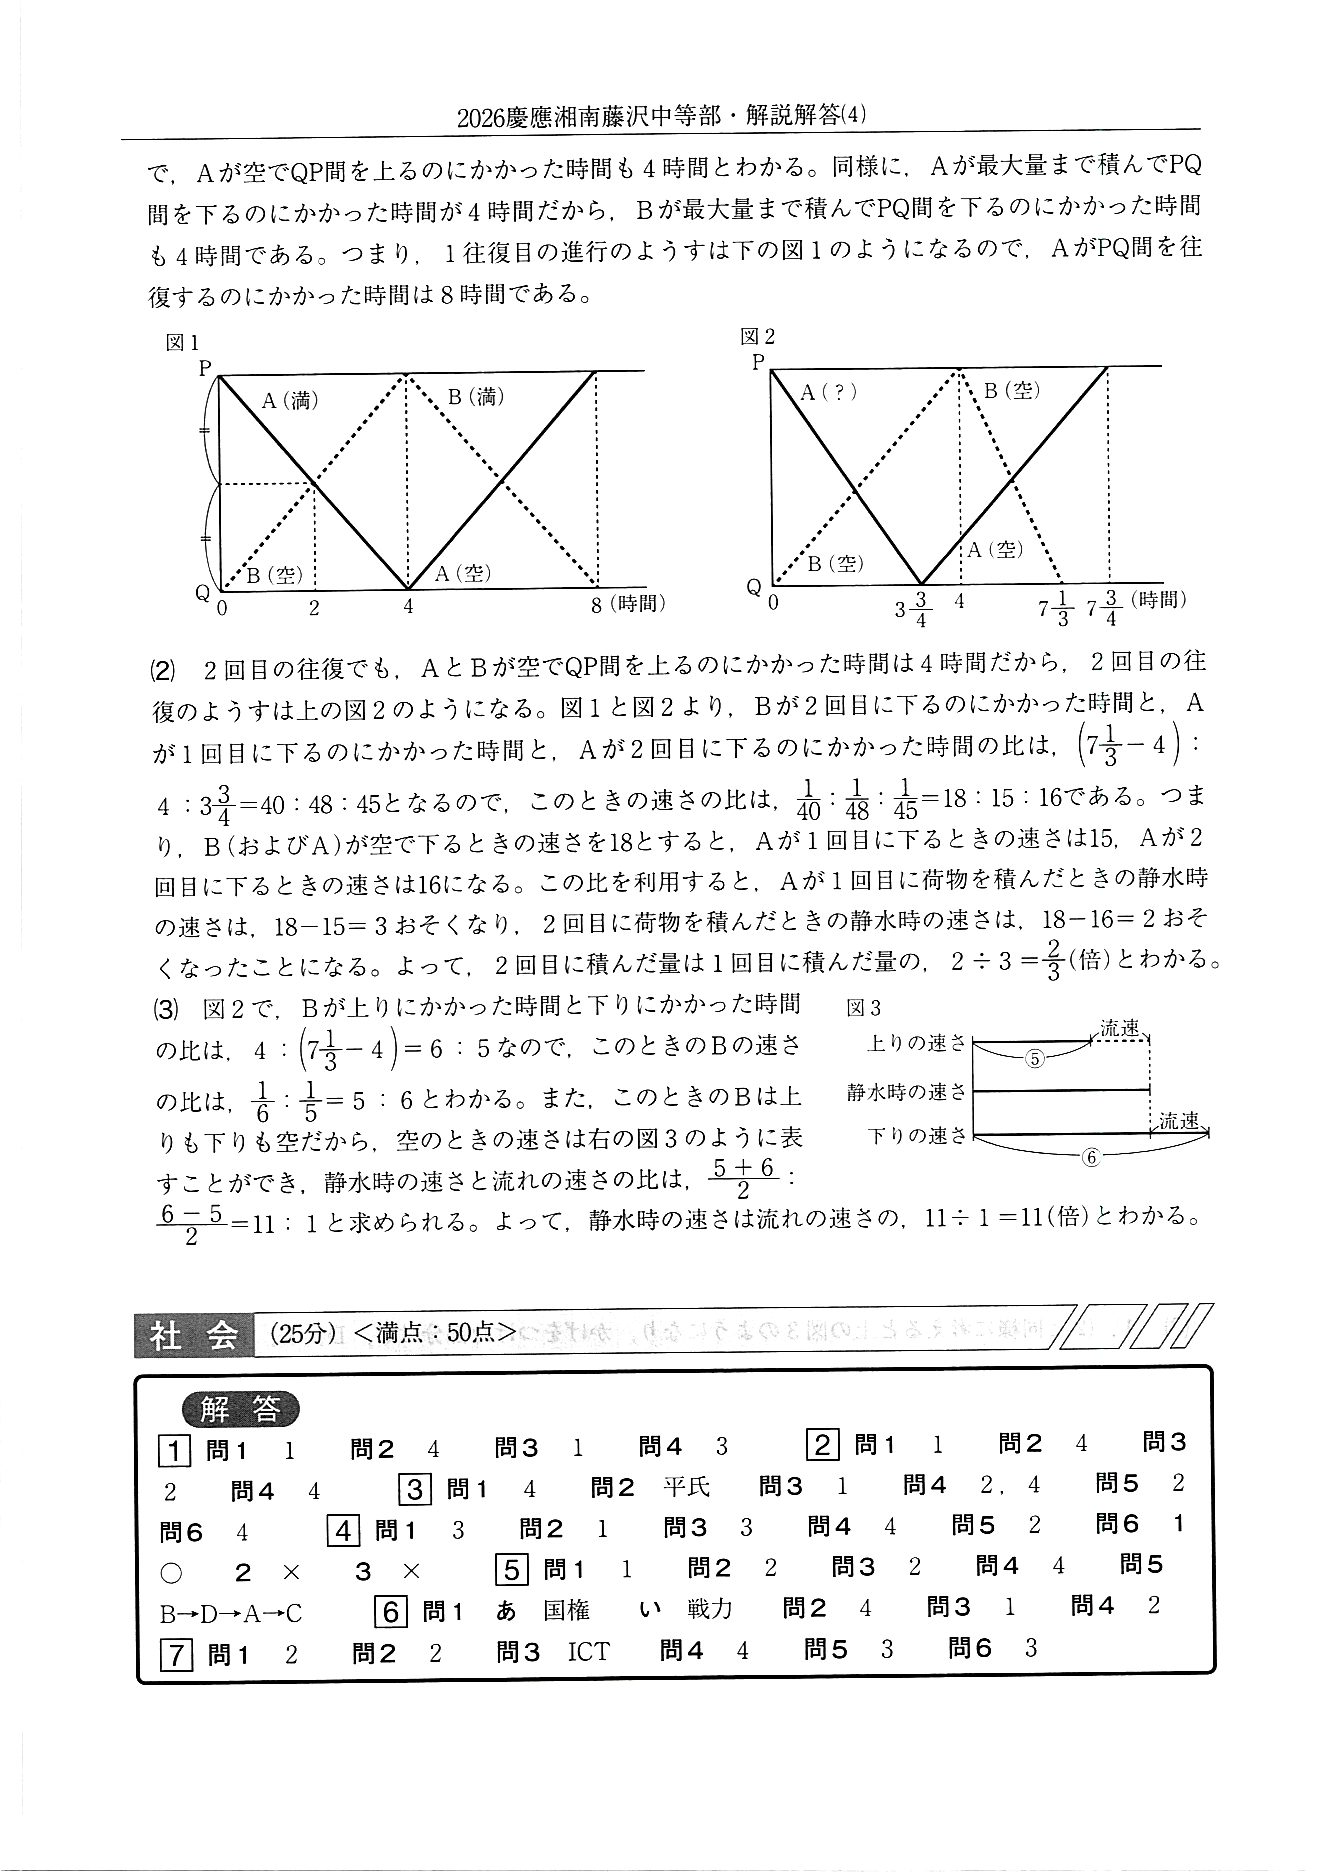 2026慶應湘南藤沢中等部・解説解答(4)
で，Aが空でQP間を上るのにかかった時間も4時間とわかる。同様に，Aが最大量まで積んでPQ
間を下るのにかかった時間が4時間だから，Bが最大量まで積んでPQ間を下るのにかかった時間
も4時間である。つまり，1往復目の進行のようすは下の図1のようになるので，AがPQ間を往
復するのにかかった時間は8時間である。
図1
P
A(満)
B(満)
B(空)
A(空)
Q
0 2 4 8(時間)
図2
P
A(？)
B(空)
B(空)
A(空)
Q
0 3 3/4 4 7 1/3 7 3/4 (時間)
(2) 2回目の往復でも，AとBが空でQP間を上るのにかかった時間は4時間だから，2回目の往
復のようすは上の図2のようになる。図1と図2より，Bが2回目に下るのにかかった時間と，A
が1回目に下るのにかかった時間と，Aが2回目に下るのにかかった時間の比は，(7 1/3－4)：
4：3 3/4＝40：48：45となるので，このときの速さの比は，1/40：1/48：1/45＝18：15：16である。つま
り，B(およびA)が空で下るときの速さを18とすると，Aが1回目に下るときの速さは15，Aが2
回目に下るときの速さは16になる。この比を利用すると，Aが1回目に荷物を積んだときの静水時
の速さは，18－15＝3おそくなり，2回目に荷物を積んだときの静水時の速さは，18－16＝2おそ
くなったことになる。よって，2回目に積んだ量は1回目に積んだ量の，2÷3＝2/3(倍)とわかる。
(3) 図2で，Bが上りにかかった時間と下りにかかった時間
の比は，4：(7 1/3－4)＝6：5なので，このときのBの速さ
の比は，1/6：1/5＝5：6とわかる。また，このときのBは上
りも下りも空だから，空のときの速さは右の図3のように表
すことができ，静水時の速さと流れの速さの比は，(5＋6)/2：
(6－5)/2＝11：1と求められる。よって，静水時の速さは流れの速さの，11÷1＝11(倍)とわかる。
図3
流速
上りの速さ
⑤
静水時の速さ
流速
下りの速さ
⑥
社会 (25分) ＜満点：50点＞
解答
1 問1 1 問2 4 問3 1 問4 3 2 問1 1 問2 4 問3
2 問4 4 3 問1 4 問2 平氏 問3 1 問4 2，4 問5 2
問6 4 4 問1 3 問2 1 問3 3 問4 4 問5 2 問6 1
○ 2 × 3 × 5 問1 1 問2 2 問3 2 問4 4 問5
B→D→A→C 6 問1 あ 国権 い 戦力 問2 4 問3 1 問4 2
7 問1 2 問2 2 問3 ICT 問4 4 問5 3 問6 3